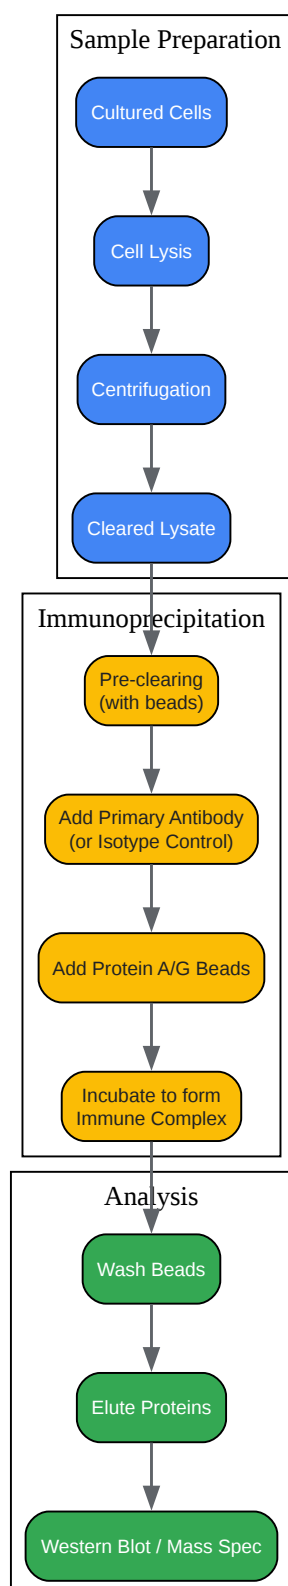 Sample Preparation
Cultured Cells
Cell Lysis
Centrifugation
Cleared Lysate
Immunoprecipitation
Pre-clearing
(with beads)
Add Primary Antibody
(or Isotype Control)
Add Protein A/G Beads
Incubate to form
Immune Complex
Analysis
Wash Beads
Elute Proteins
Western Blot / Mass Spec